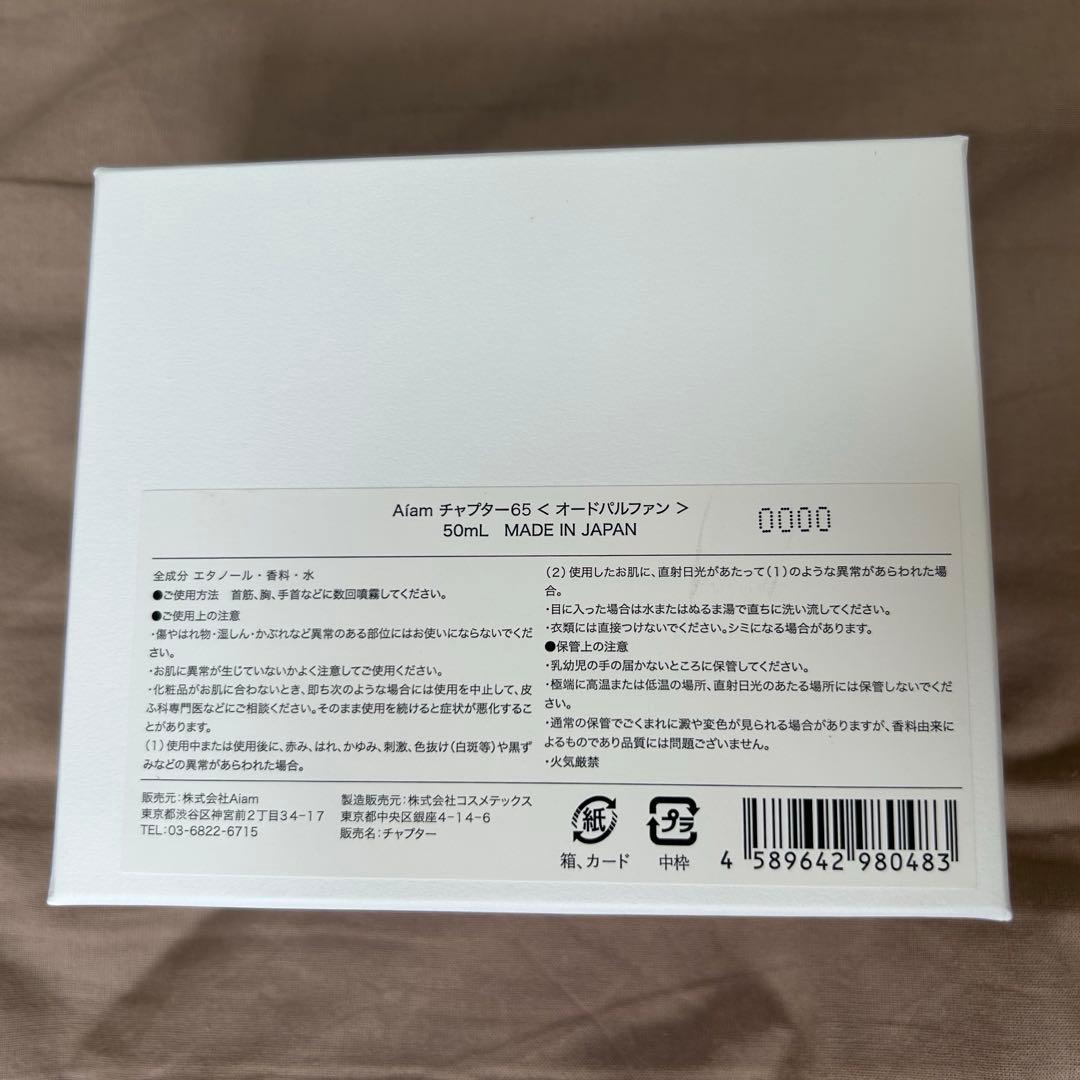 Aíam チャプター65 < オードパルファン >
50mL MADE IN JAPAN
0000
全成分 エタノール・香料・水
●ご使用方法 首筋、胸、手首などに数回噴霧してください。
●ご使用上の注意
・傷やはれ物・湿しん・かぶれなど異常のある部位にはお使いにならないでくだ
さい。
・お肌に異常が生じていないかよく注意してご使用ください。
・化粧品がお肌に合わないとき、即ち次のような場合には使用を中止して、皮
ふ科専門医などにご相談ください。そのまま使用を続けると症状が悪化するこ
とがあります。
(1)使用中または使用後に、赤み、はれ、かゆみ、刺激、色抜け(白斑等)や黒ず
みなどの異常があらわれた場合。
(2)使用したお肌に、直射日光があたって(1)のような異常があらわれた場
合。
・目に入った場合は水またはぬるま湯で直ちに洗い流してください。
・衣類には直接つけないでください。シミになる場合があります。
●保管上の注意
・乳幼児の手の届かないところに保管してください。
・極端に高温または低温の場所、直射日光のあたる場所には保管しないでくだ
さい。
・通常の保管でごくまれに澱や変色が見られる場合がありますが、香料由来に
よるものであり品質には問題ございません。
・火気厳禁
販売元:株式会社Aiam
東京都渋谷区神宮前2丁目34-17
TEL:03-6822-6715
製造販売元:株式会社コスメテックス
東京都中央区銀座4-14-6
販売名:チャプター
紙
箱、カード
プラ
中枠
4 589642 980483